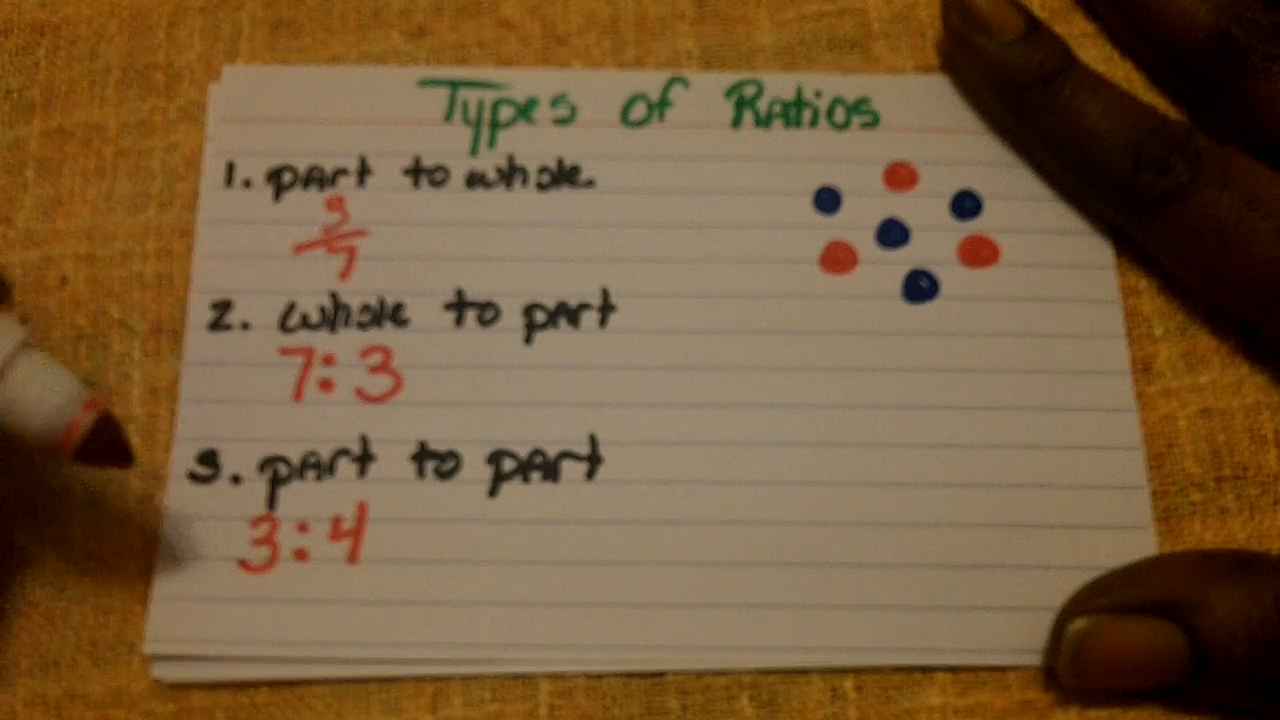 Types of Ratios
1. part to whole
3
7
2. whole to part
7:3
3. part to part
3:4